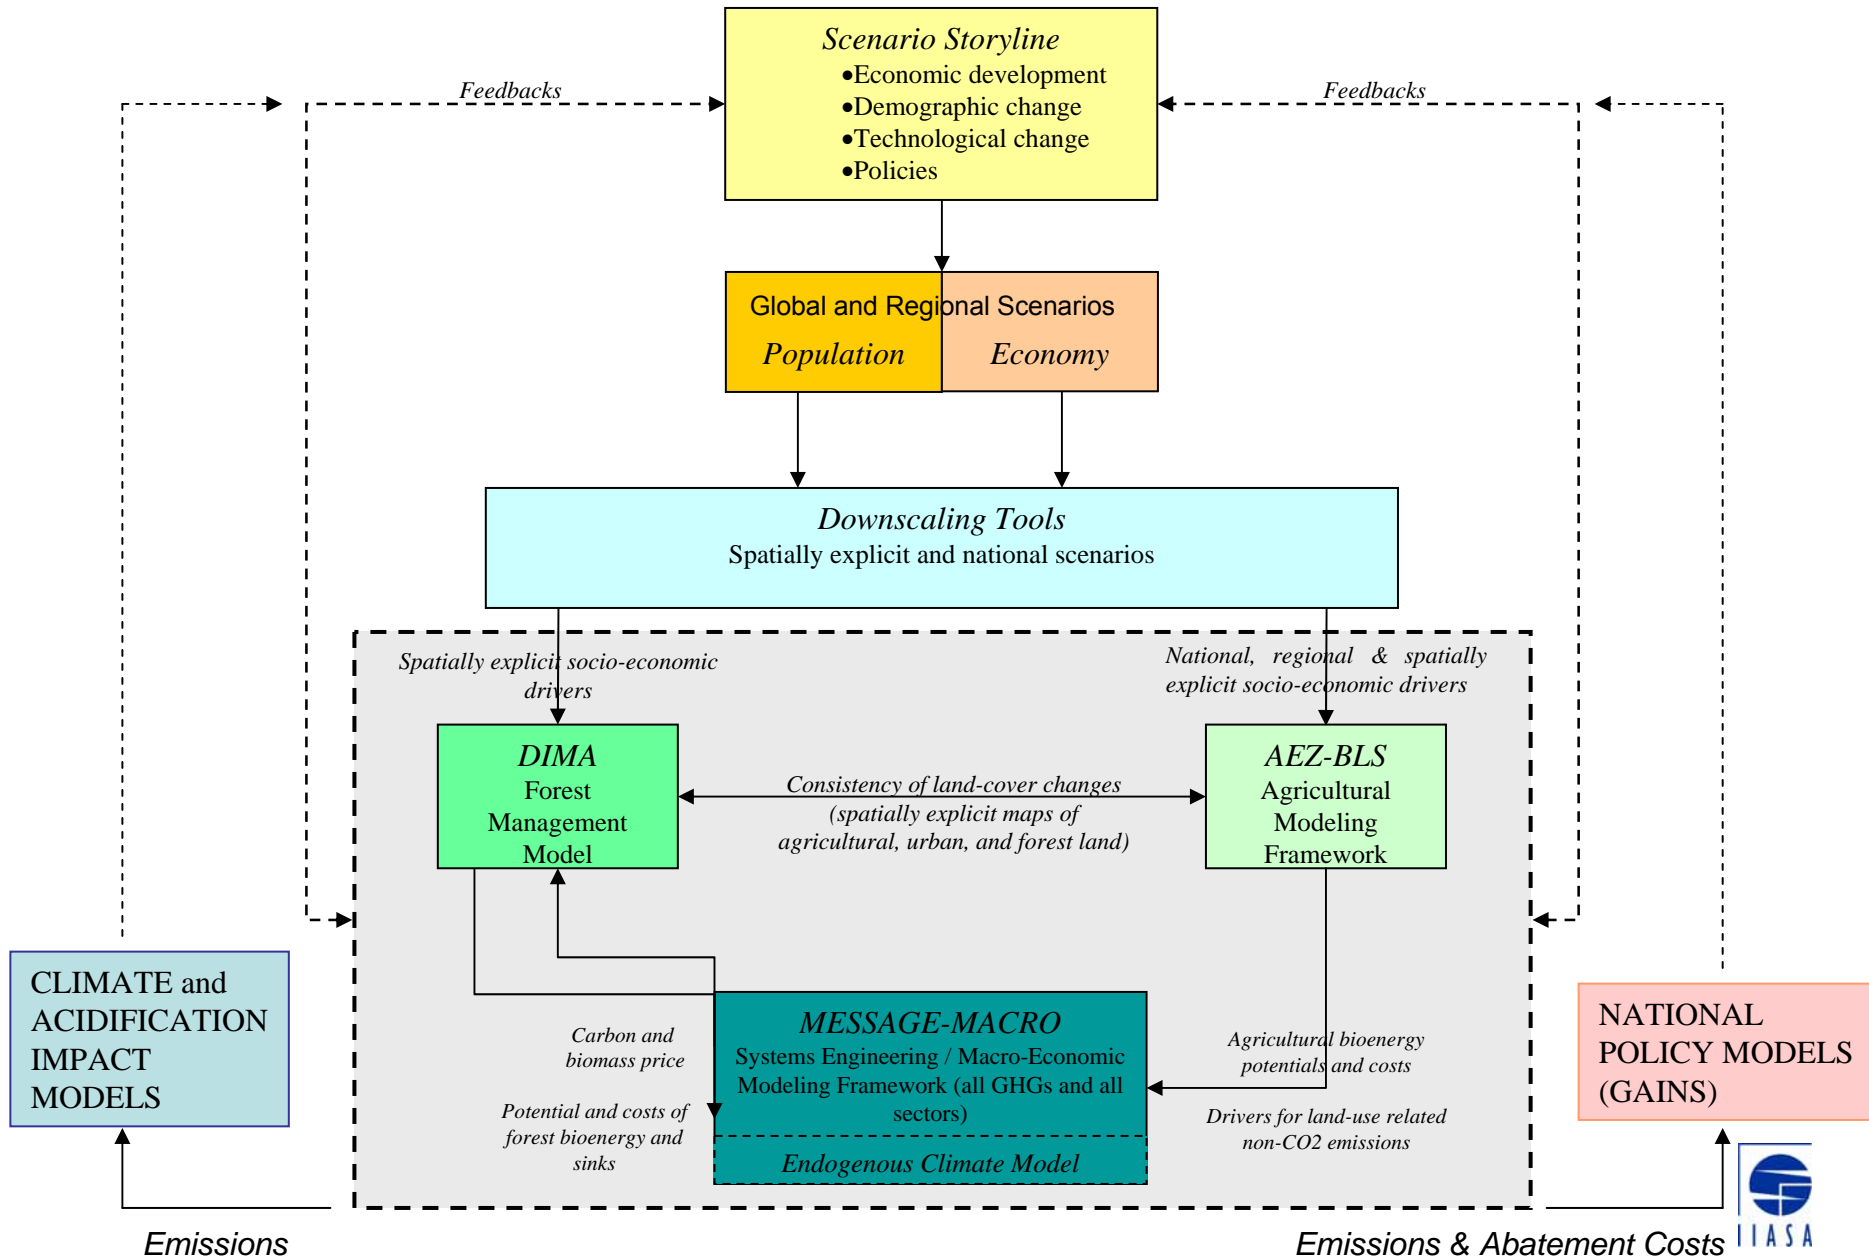 Scenario Storyline
•Economic development
•Demographic change
•Technological change
•Policies
Feedbacks
Feedbacks
Global and Regional Scenarios
Population
Economy
Downscaling Tools
Spatially explicit and national scenarios
Spatially explicit socio-economic
drivers
National, regional & spatially
explicit socio-economic drivers
DIMA
Forest
Management
Model
Consistency of land-cover changes
(spatially explicit maps of
agricultural, urban, and forest land)
AEZ-BLS
Agricultural
Modeling
Framework
CLIMATE and
ACIDIFICATION
IMPACT
MODELS
Carbon and
biomass price
Potential and costs of
forest bioenergy and
sinks
MESSAGE-MACRO
Systems Engineering / Macro-Economic
Modeling Framework (all GHGs and all
sectors)
Endogenous Climate Model
Agricultural bioenergy
potentials and costs
Drivers for land-use related
non-CO2 emissions
NATIONAL
POLICY MODELS
(GAINS)
Emissions
Emissions & Abatement Costs
IIASA